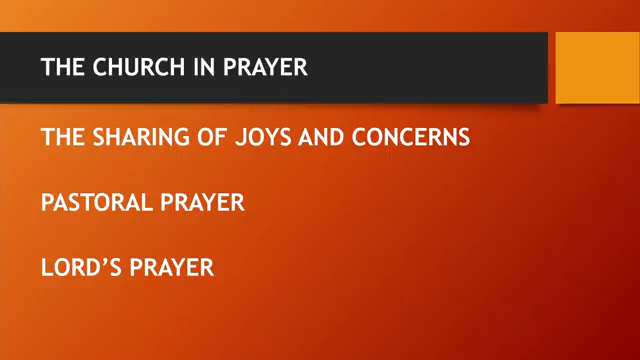 THE CHURCH IN PRAYER
THE SHARING OF JOYS AND CONCERNS
PASTORAL PRAYER
LORD’S PRAYER